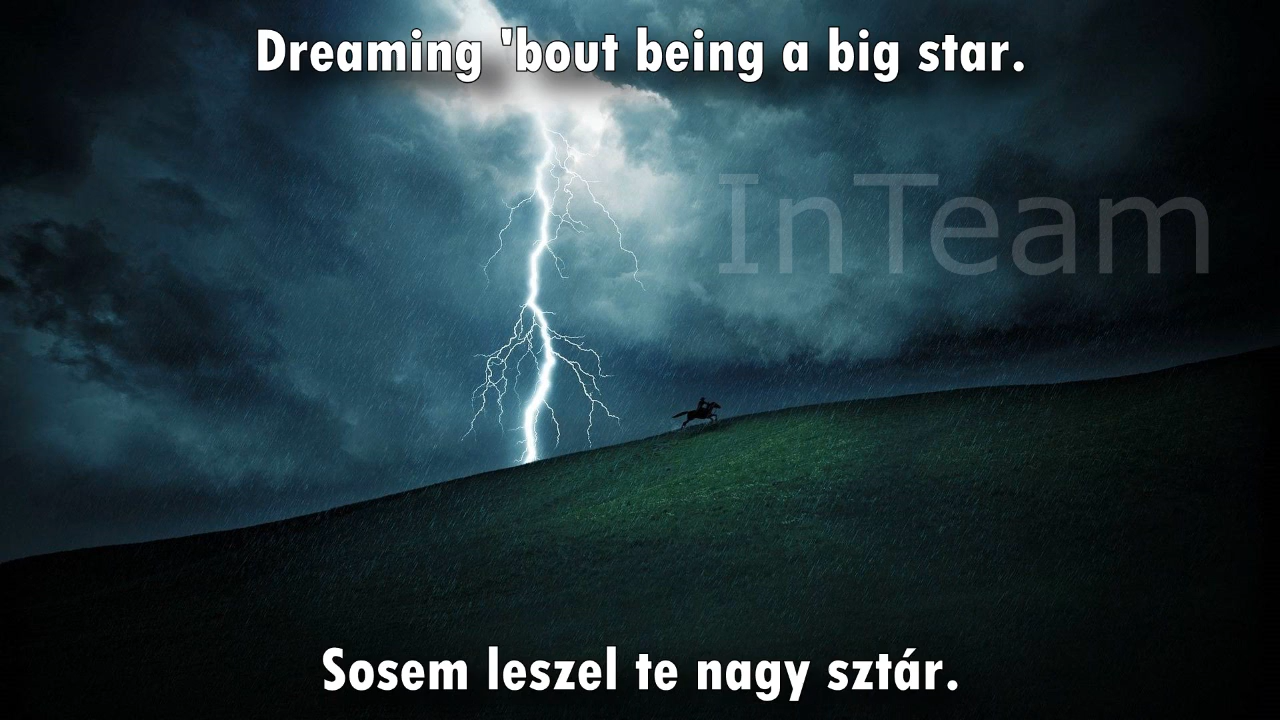 Dreaming 'bout being a big star.
InTeam
Sosem leszel te nagy sztár.